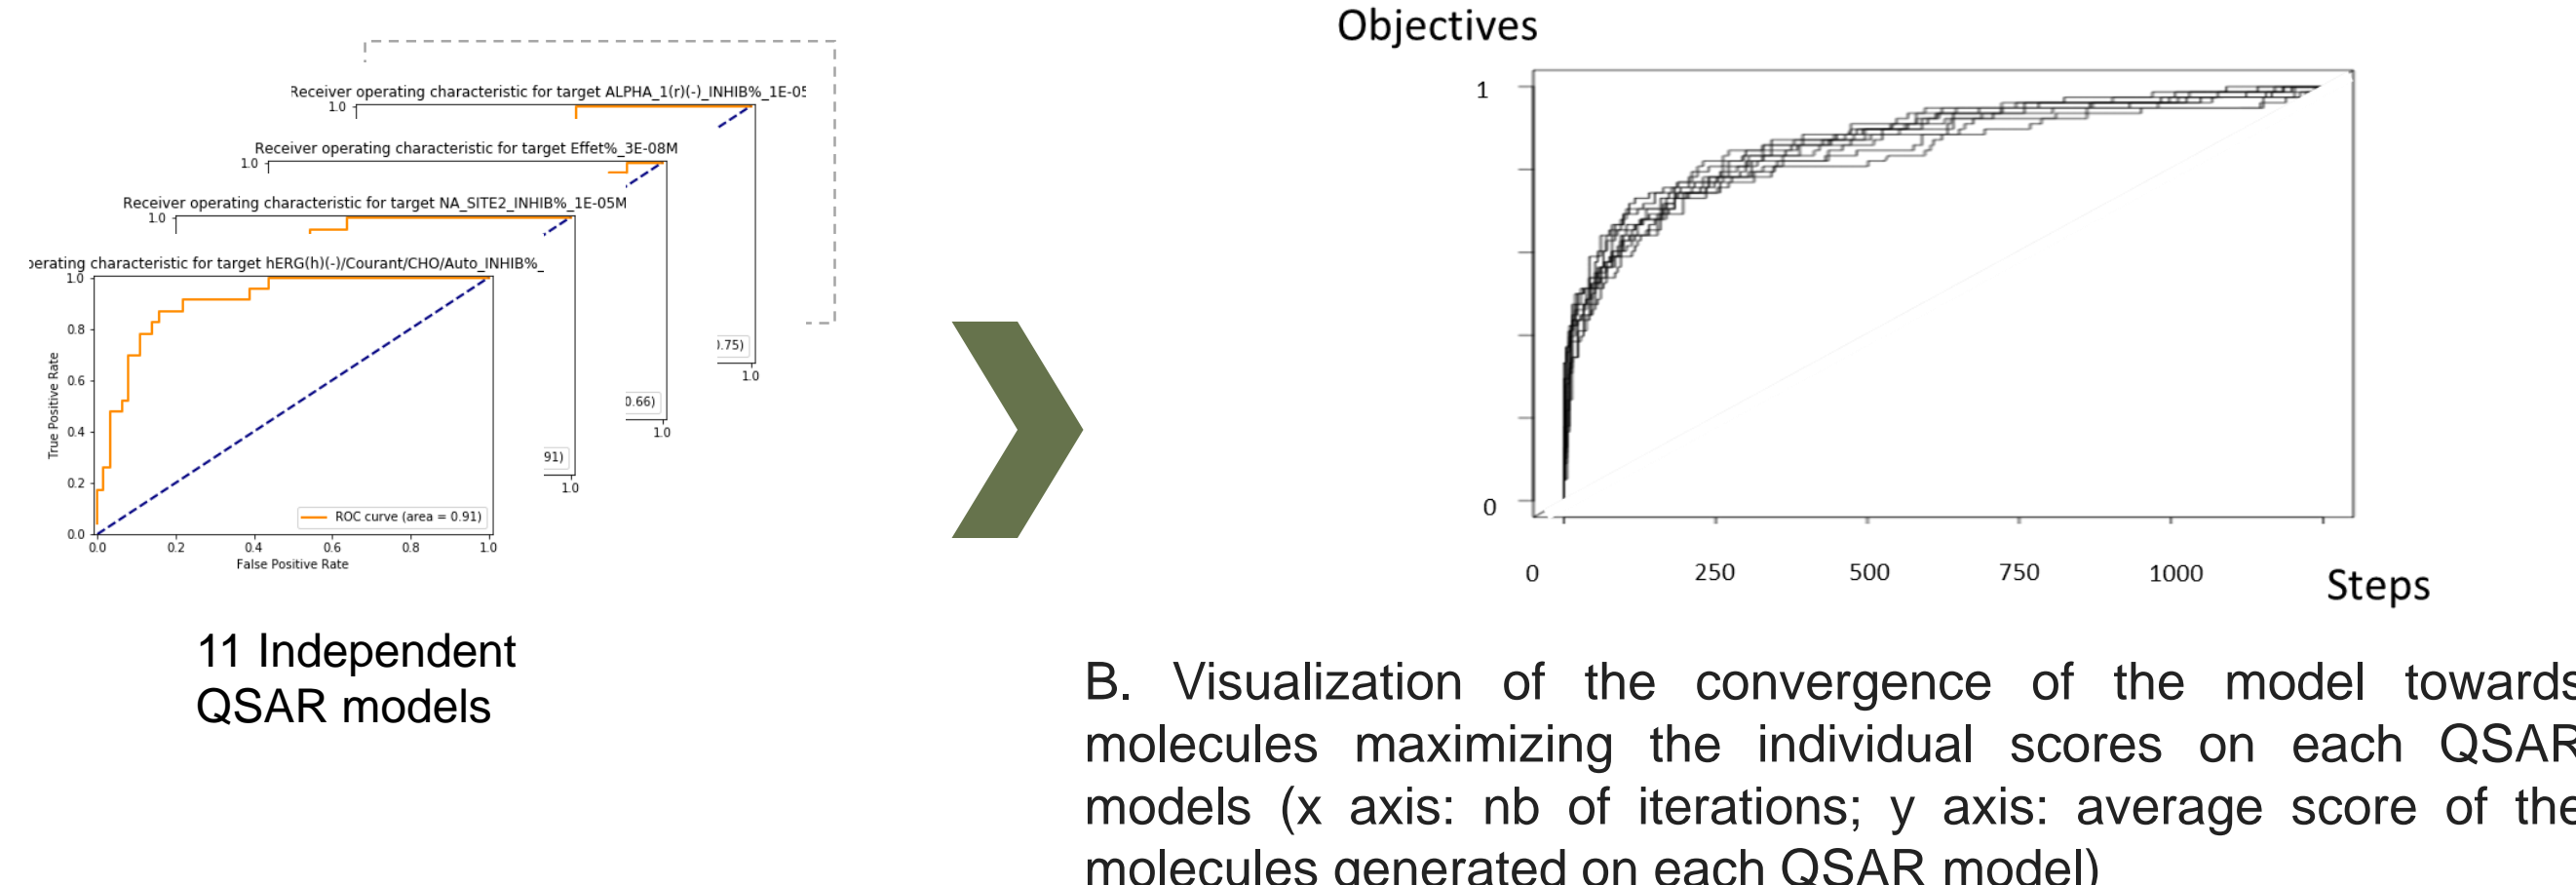 Receiver operating characteristic for target ALPHA_1(r)(-)_INHIB%_1E-05
1.0
Receiver operating characteristic for target Effet%_3E-08M
1.0
Receiver operating characteristic for target NA_SITE2_INHIB%_1E-05M
1.0
perating characteristic for target hERG(h)(-)/Courant/CHO/Auto_INHIB%_
1.0
0.8
0.6
0.4
0.2
0.0
True Positive Rate
0.0 0.2 0.4 0.6 0.8 1.0
False Positive Rate
ROC curve (area = 0.91)
91)
1.0
0.66)
1.0
0.75)
1.0
11 Independent
QSAR models
Objectives
1
0
0 250 500 750 1000
Steps
B. Visualization of the convergence of the model towards
molecules maximizing the individual scores on each QSAR
models (x axis: nb of iterations; y axis: average score of the
molecules generated on each QSAR model)